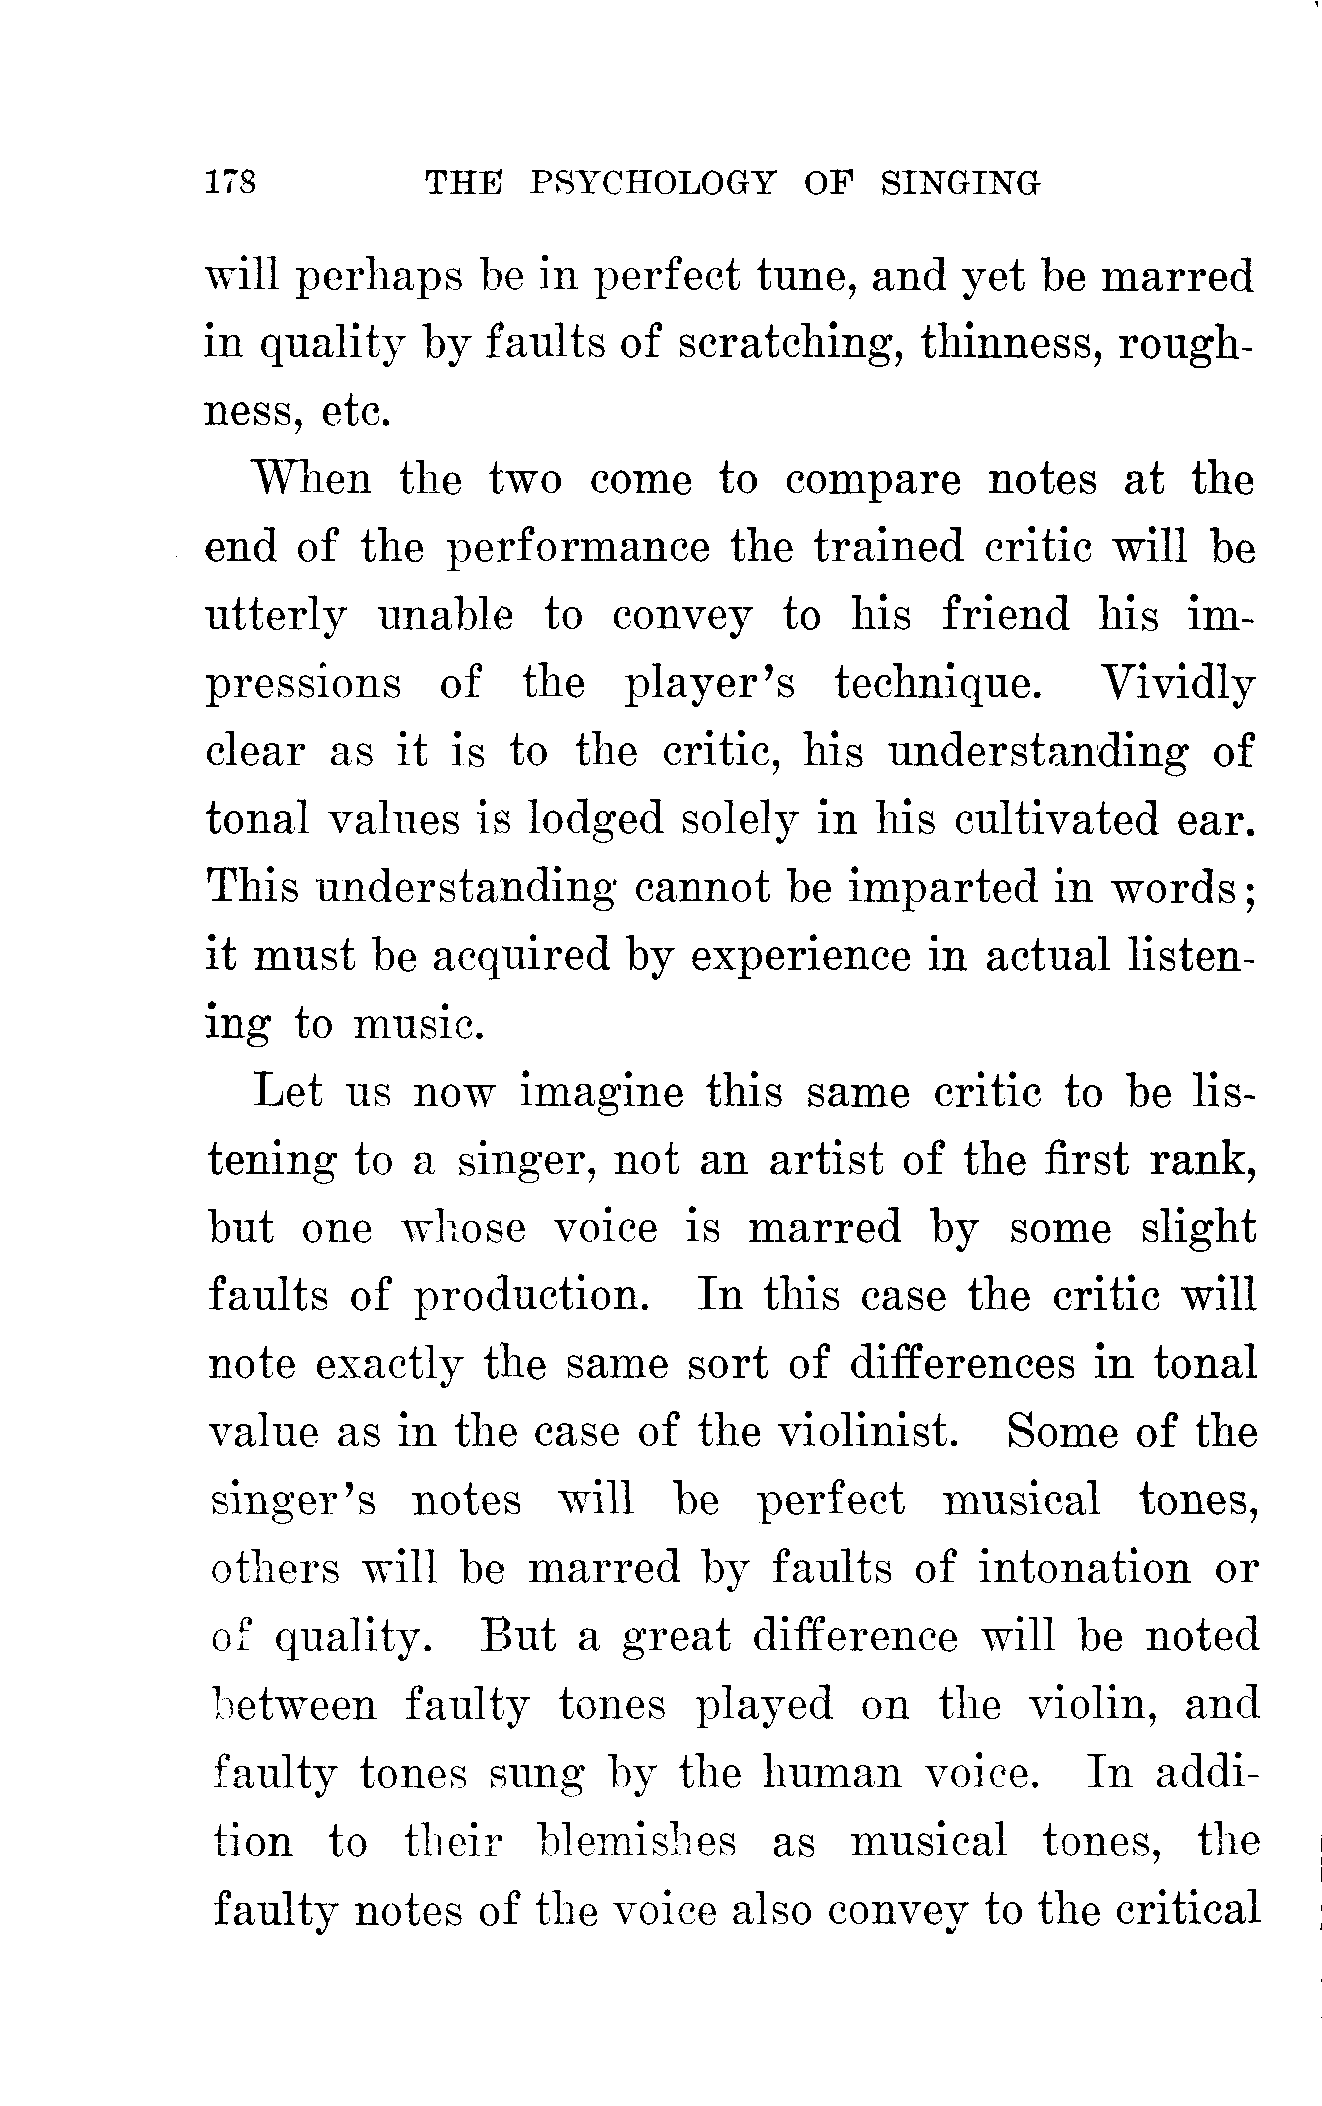 178 THE PSYCHOLOGY OF SINGING
will perhaps be in perfect tune, and yet be marred
in quality by faults of scratching, thinness, rough-
ness, etc.
When the two come to compare notes at the
end of the performance the trained critic will be
utterly unable to convey to his friend his im-
pressions of the player's technique. Vividly
clear as it is to the critic, his understanding of
tonal values is lodged solely in his cultivated ear.
This understanding cannot be imparted in words;
it must be acquired by experience in actual listen-
ing to music.
Let us now imagine this same critic to be lis-
tening to a singer, not an artist of the first rank,
but one whose voice is marred by some slight
faults of production. In this case the critic will
note exactly the same sort of differences in tonal
value as in the case of the violinist. Some of the
singer's notes will be perfect musical tones,
others will be marred by faults of intonation or
of quality. But a great difference will be noted
between faulty tones played on the violin, and
faulty tones sung by the human voice. In addi-
tion to their blemishes as musical tones, the
faulty notes of the voice also convey to the critical